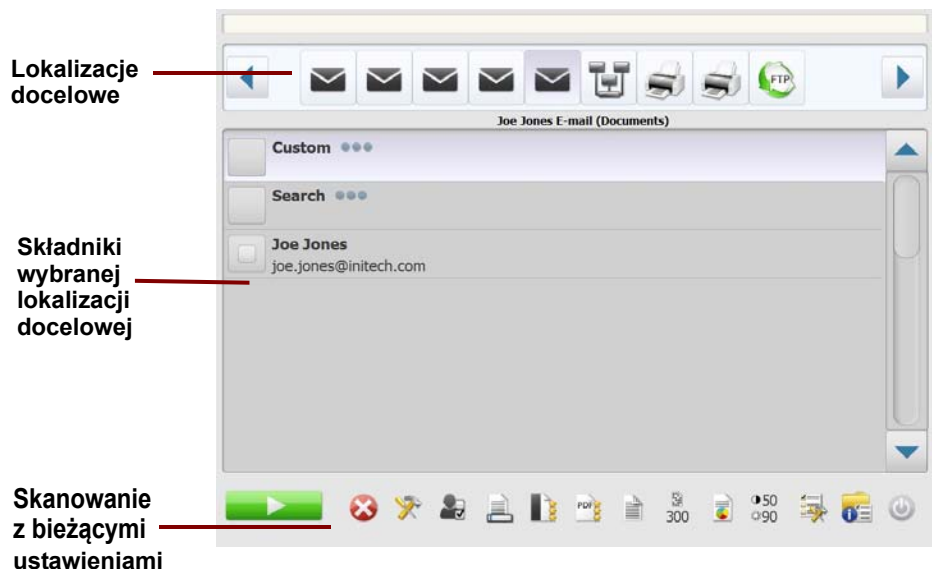 Lokalizacje
docelowe
FTP
Joe Jones E-mail (Documents)
Custom
Search
Joe Jones
joe.jones@initech.com
Składniki
wybranej
lokalizacji
docelowej
Skanowanie
z bieżącymi
ustawieniami
PDF
300
50
90